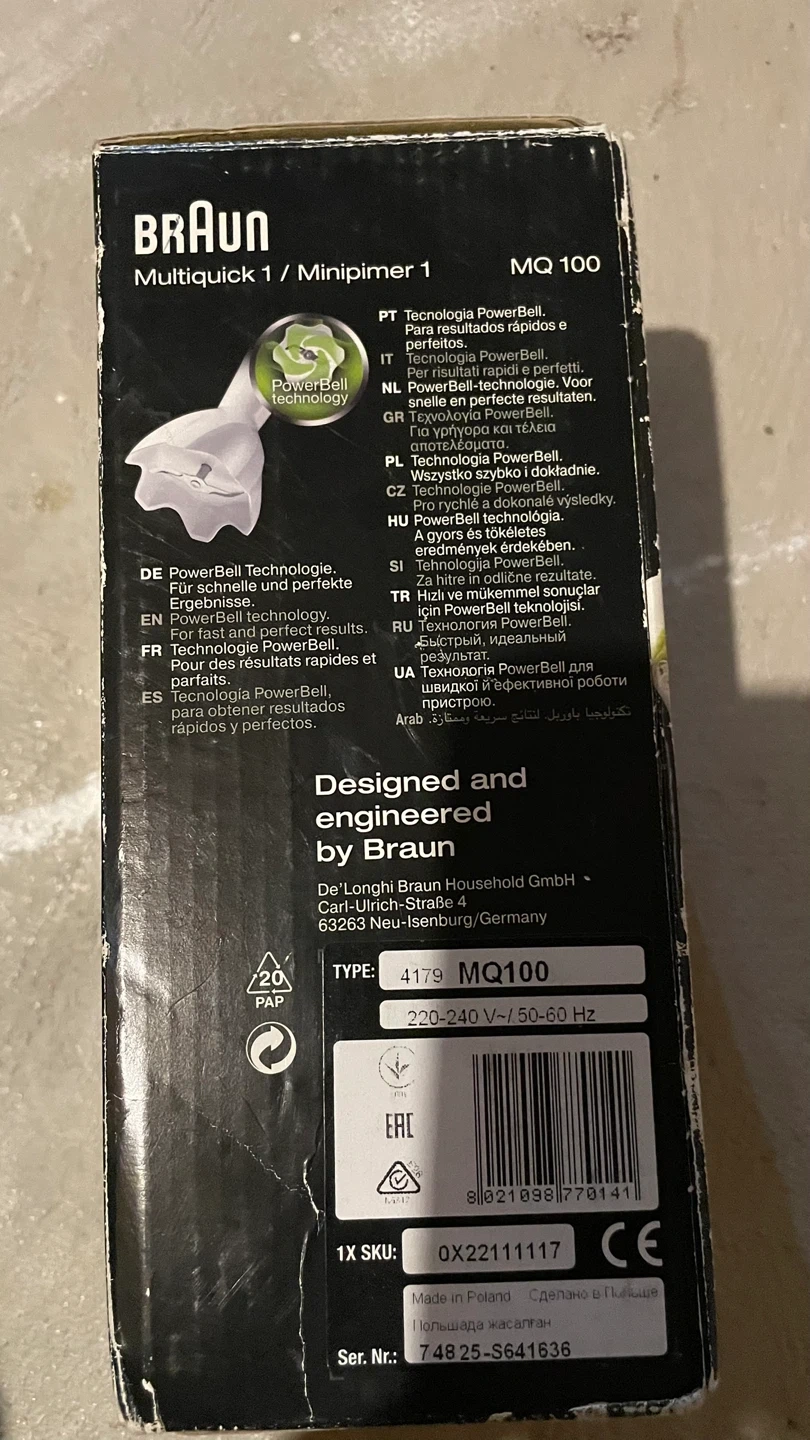 BRAUN
Multiquick 1 / Minipimer 1
MQ 100
PowerBell
technology
DE PowerBell Technologie.
Für schnelle und perfekte
Ergebnisse.
EN PowerBell technology.
For fast and perfect results.
FR Technologie PowerBell.
Pour des résultats rapides et
parfaits.
ES Tecnología PowerBell,
para obtener resultados
rápidos y perfectos.
PT Tecnologia PowerBell.
Para resultados rápidos e
perfeitos.
IT Tecnologia PowerBell.
Per risultati rapidi e perfetti.
NL PowerBell-technologie. Voor
snelle en perfecte resultaten.
GR Τεχνολογία PowerBell.
Για γρήγορα και τέλεια
αποτελέσματα.
PL Technologia PowerBell.
Wszystko szybko i dokładnie.
CZ Technologie PowerBell.
Pro rychlé a dokonalé výsledky.
HU PowerBell technológia.
A gyors és tökéletes
eredmények érdekében.
SI Tehnologija PowerBell.
Za hitre in odlične rezultate.
TR Hızlı ve mükemmel sonuçlar
için PowerBell teknolojisi.
RU Технология PowerBell.
Быстрый, идеальный
результат.
UA Технологія PowerBell для
швидкої й ефективної роботи
пристрою.
Arab تكنولوجيا باوربل. لنتائج سريعة وممتازة.
Designed and
engineered
by Braun
De'Longhi Braun Household GmbH
Carl-Ulrich-Straße 4
63263 Neu-Isenburg/Germany
20
PAP
TYPE: 4179 MQ100
220-240 V~/ 50-60 Hz
EAC
8 021098 770141
1X SKU: 0X22111117
CE
Made in Poland Сделано в Польше
Польшада жасалған
Ser. Nr.: 7 48 25-S641636